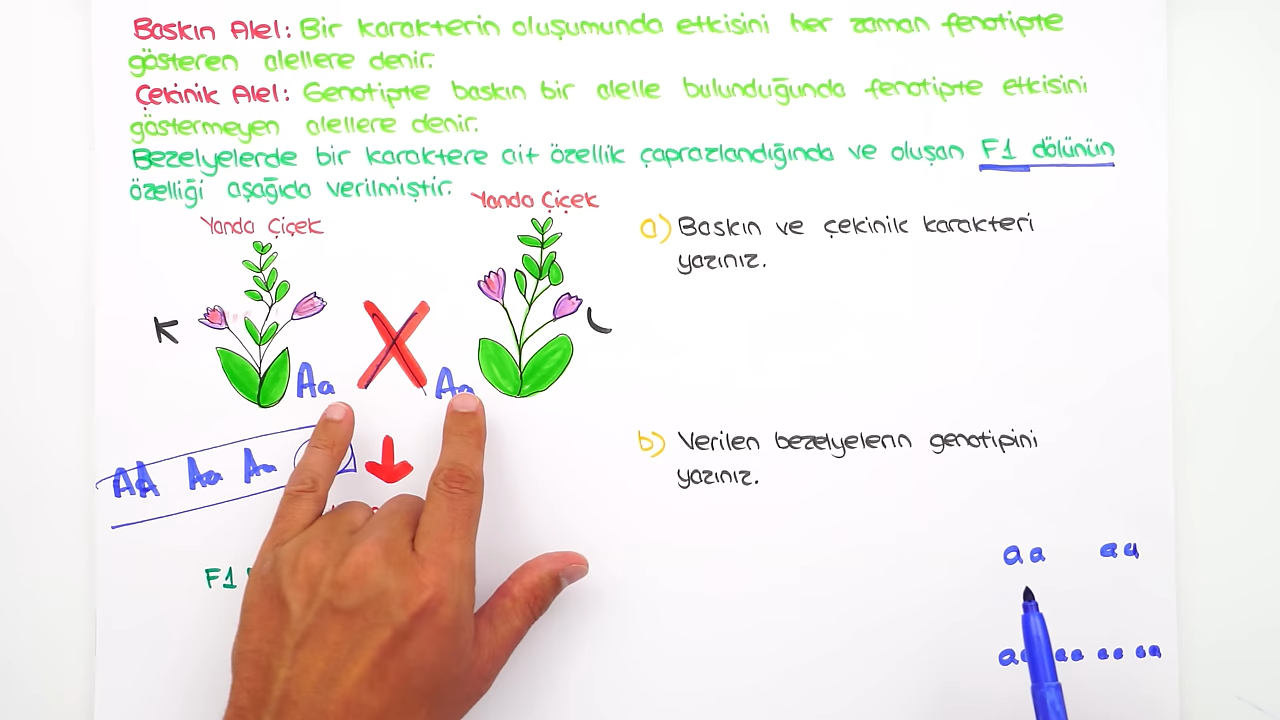 Baskın Alel: Bir karakterin oluşumunda etkisini her zaman fenotipte
gösteren alellere denir.
Çekinik Alel: Genotipte baskın bir alelle bulunduğunda fenotipte etkisini
göstermeyen alellere denir.
Bezelyelerde bir karaktere ait özellik çaprazlandığında ve oluşan F1 dölünün
özelliği aşağıda verilmiştir.
Yanda Çiçek
Yanda Çiçek
a) Baskın ve çekinik karakteri
yazınız.
K
Aa
X
b) Verilen bezelyelerin genotipini
yazınız.
AA Aa Aa
aa aa
F1
aa aa aa